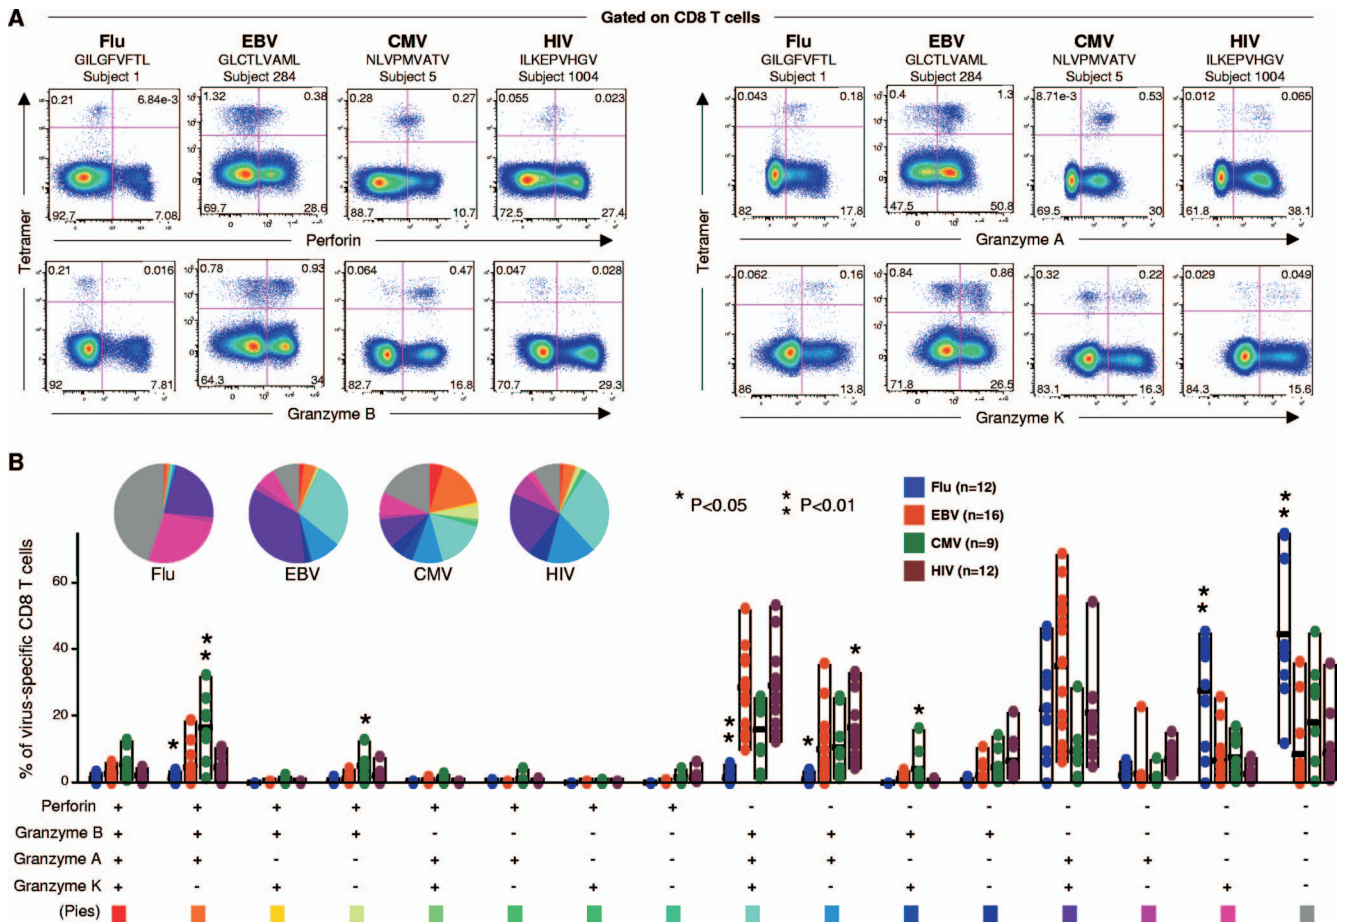 A
Gated on CD8 T cells
Flu EBV CMV HIV Flu EBV CMV HIV
GILGFVFTL GLCTLVAML NLVPMVATV ILKEPVHGV GILGFVFTL GLCTLVAML NLVPMVATV ILKEPVHGV
Subject 1 Subject 284 Subject 5 Subject 1004 Subject 1 Subject 284 Subject 5 Subject 1004
0.21 6.84e-3 1.32 0.38 0.28 0.27 0.055 0.023 0.043 0.18 0.4 1.3 8.71e-3 0.53 0.012 0.065
92.7 7.08 69.7 28.6 88.7 10.7 72.5 27.4 82 17.8 47.5 50.8 69.5 30 61.8 38.1
Tetramer Tetramer
Perforin Granzyme A
0.21 0.016 0.78 0.93 0.064 0.47 0.047 0.028 0.062 0.16 0.84 0.86 0.32 0.22 0.029 0.049
92 7.81 64.3 34 82.7 16.8 70.7 29.3 86 13.8 71.8 26.5 83.1 16.3 84.3 15.6
Granzyme B Granzyme K
B
* P<0.05 ** P<0.01
Flu (n=12)
EBV (n=16)
CMV (n=9)
HIV (n=12)
Flu EBV CMV HIV
% of virus-specific CD8 T cells
60
40
20
0
* ** * ** * * * ** **
Perforin + + + + + + + + - - - - - - - -
Granzyme B + + + + - - - - + + + + - - - -
Granzyme A + + - - + + - - + + - - + + - -
Granzyme K + - + - + - + - + - + - + - + -
(Pies)